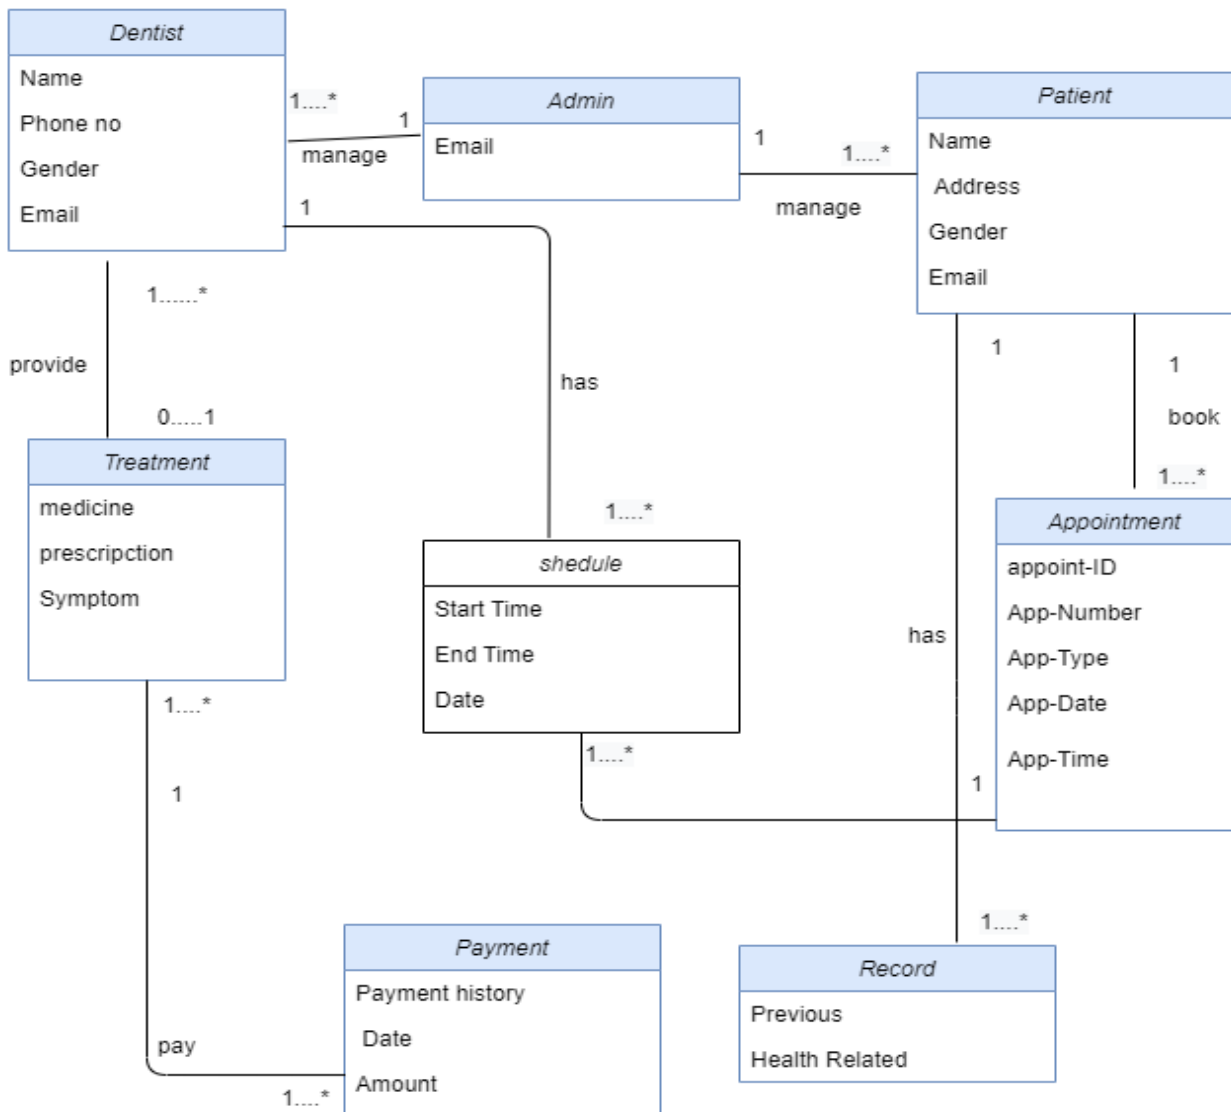 Dentist
Name
Phone no
Gender
Email
1....*
1
manage
Admin
Email
1
1....*
manage
Patient
Name
Address
Gender
Email
1
has
1....*
1......*
provide
0.....1
Treatment
medicine
prescripction
Symptom
shedule
Start Time
End Time
Date
1
book
1....*
Appointment
appoint-ID
App-Number
App-Type
App-Date
App-Time
1....*
1
1
has
1....*
1....*
1
pay
1....*
Payment
Payment history
Date
Amount
Record
Previous
Health Related